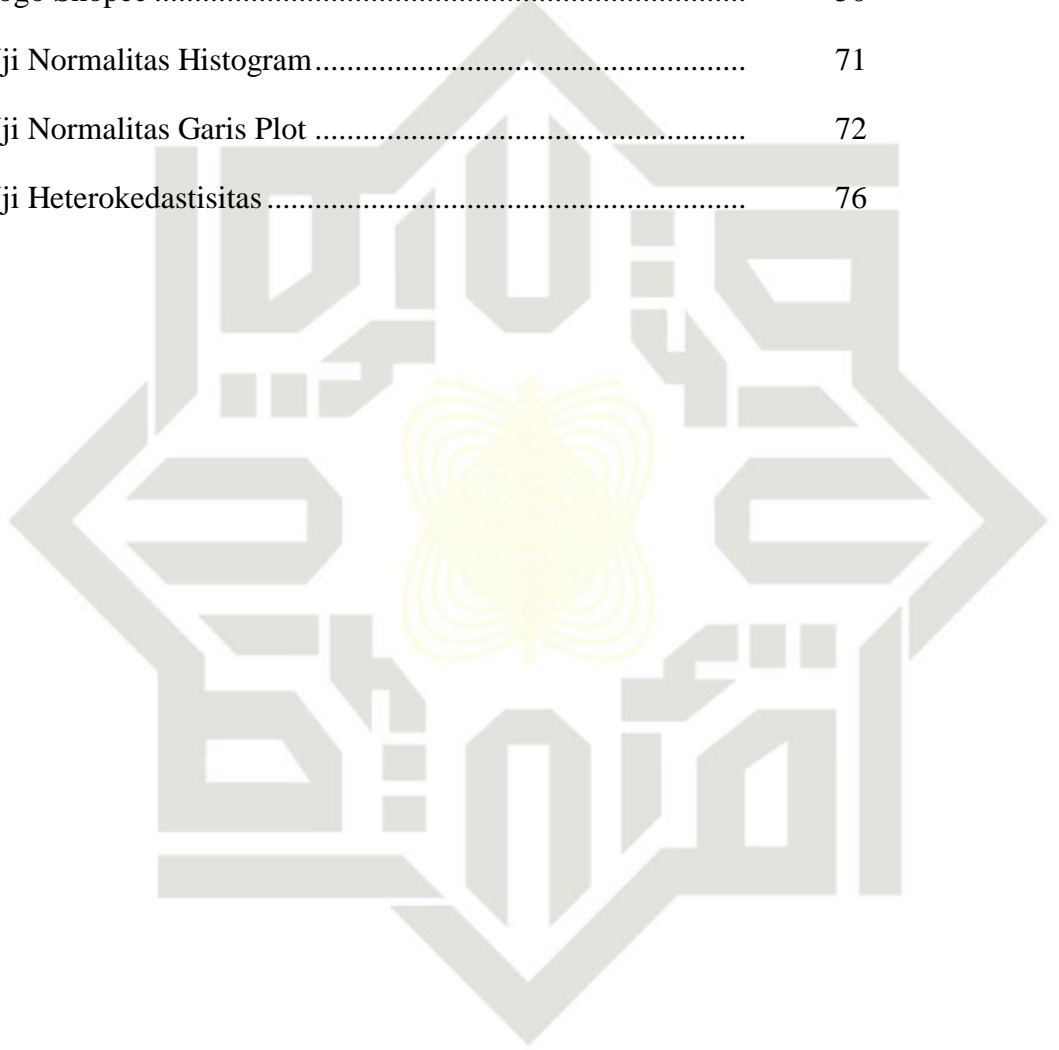 ogo Shopee ..........................................................................
ji Normalitas Histogram...................................................... 71
ji Normalitas Garis Plot ...................................................... 72
ji Heterokedastisitas............................................................ 76